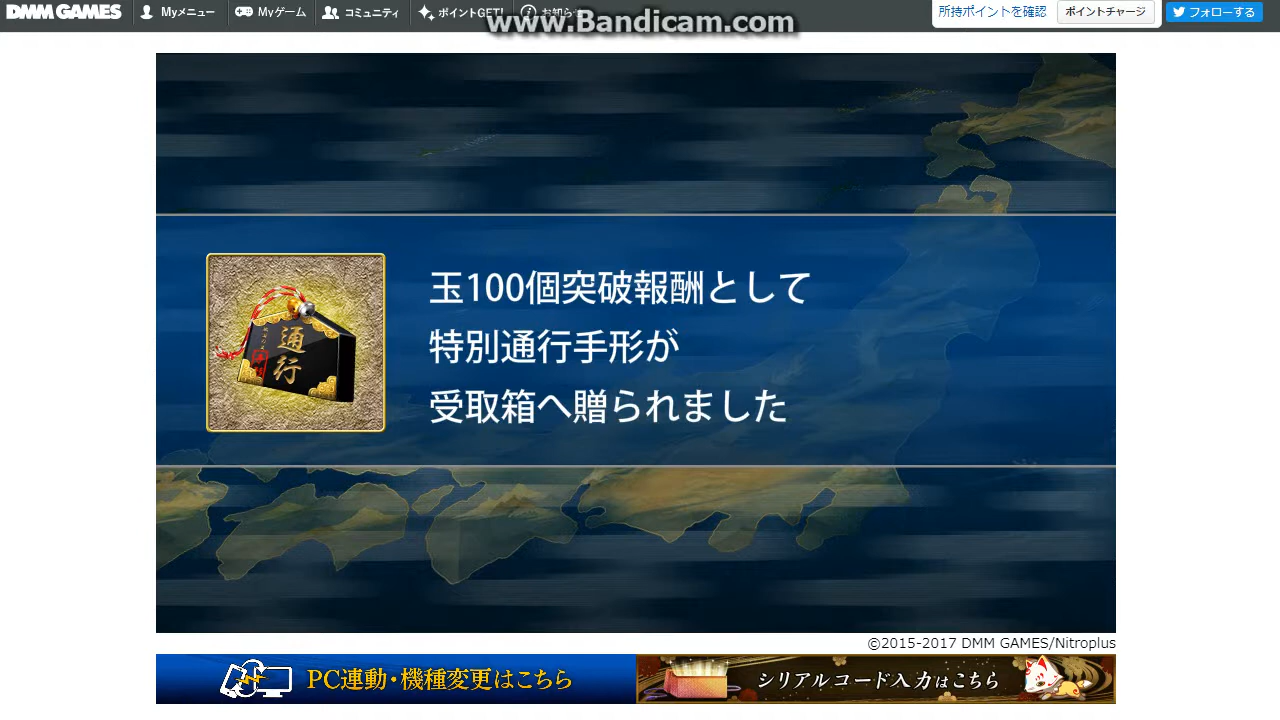 DMM GAMES Myメニュー Myゲーム コミュニティ ポイントGET! お知ら
www.Bandicam.com
所持ポイントを確認 ポイントチャージ フォローする
玉100個突破報酬として
特別通行手形が
受取箱へ贈られました
通行
©2015-2017 DMM GAMES/Nitroplus
PC連動・機種変更はこちら シリアルコード入力はこちら